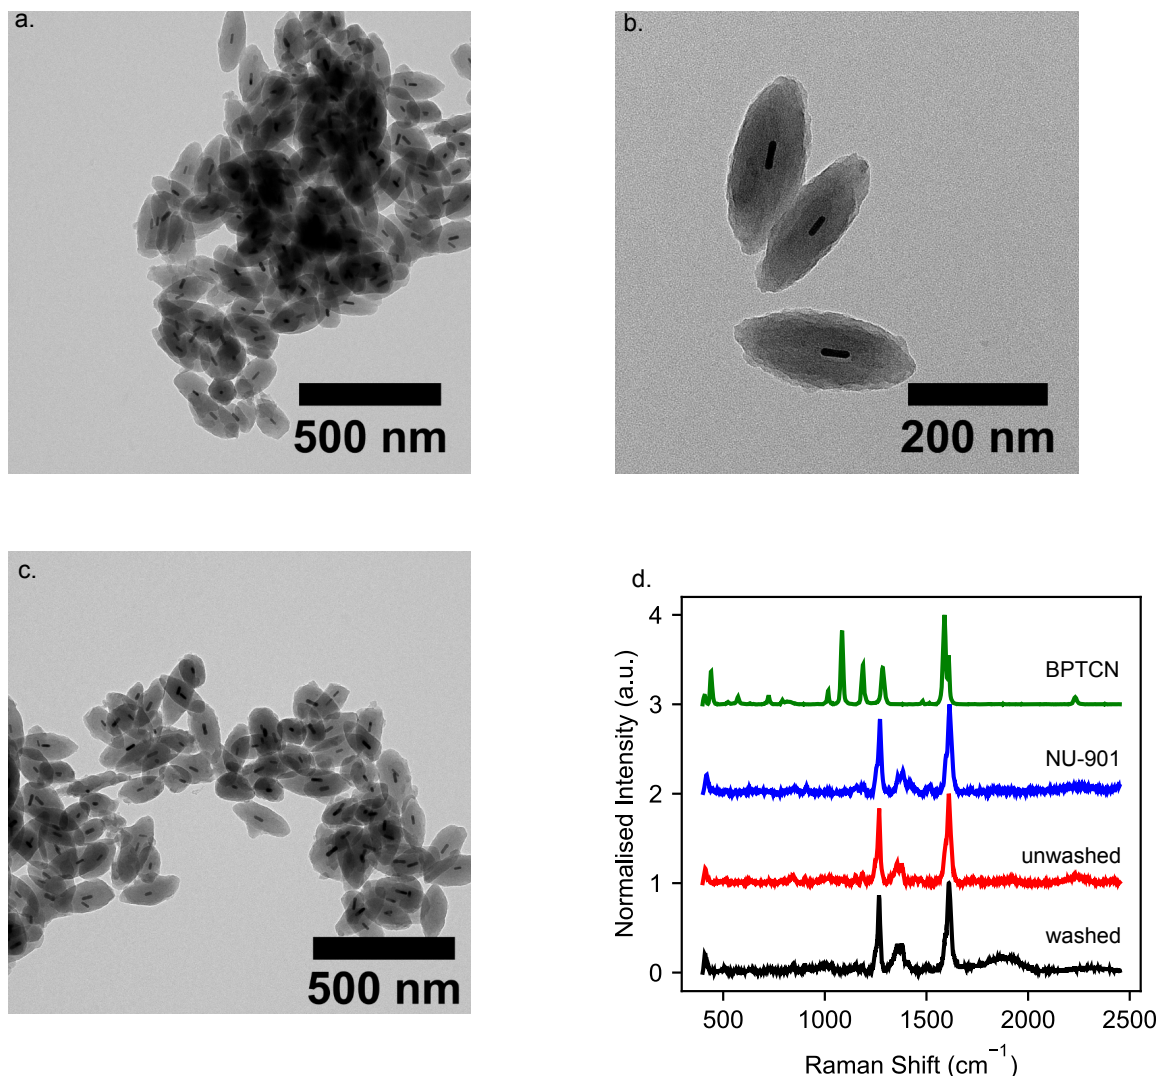 a.
500 nm
b.
200 nm
c.
500 nm
d.
Normalised Intensity (a.u.)
4
3
2
1
0
BPTCN
NU-901
unwashed
washed
500
1000
1500
2000
2500
Raman Shift (cm⁻¹)